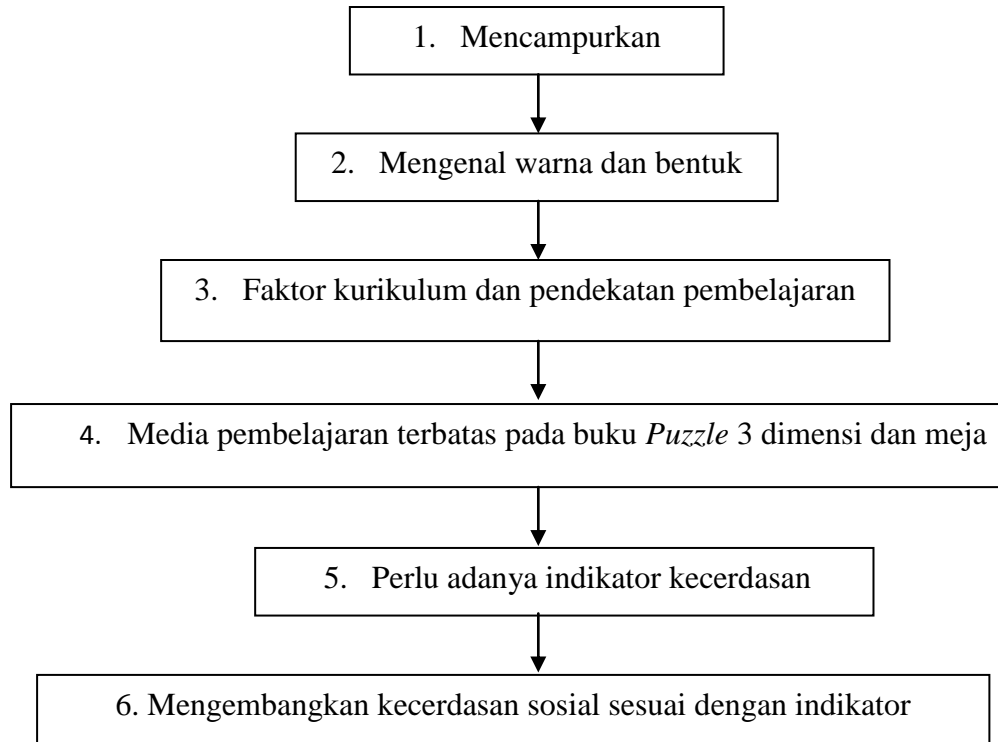 1. Mencampurkan
2. Mengenal warna dan bentuk
3. Faktor kurikulum dan pendekatan pembelajaran
4. Media pembelajaran terbatas pada buku Puzzle 3 dimensi dan meja
5. Perlu adanya indikator kecerdasan
6. Mengembangkan kecerdasan sosial sesuai dengan indikator